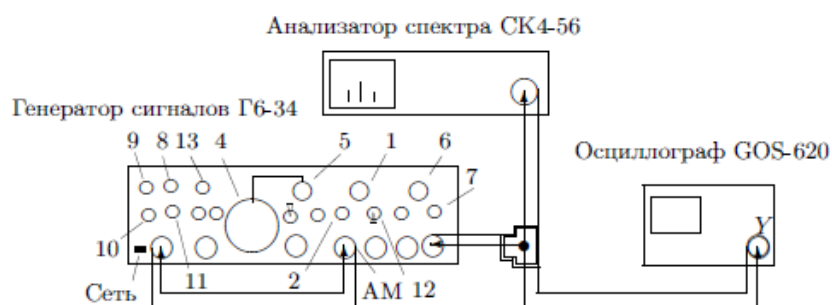 Анализатор спектра СК4-56
Генератор сигналов Г6-34
9 8 13 4 5 1 6
Осциллограф GOS-620
7
Y
10
11 2 АМ 12
Сеть